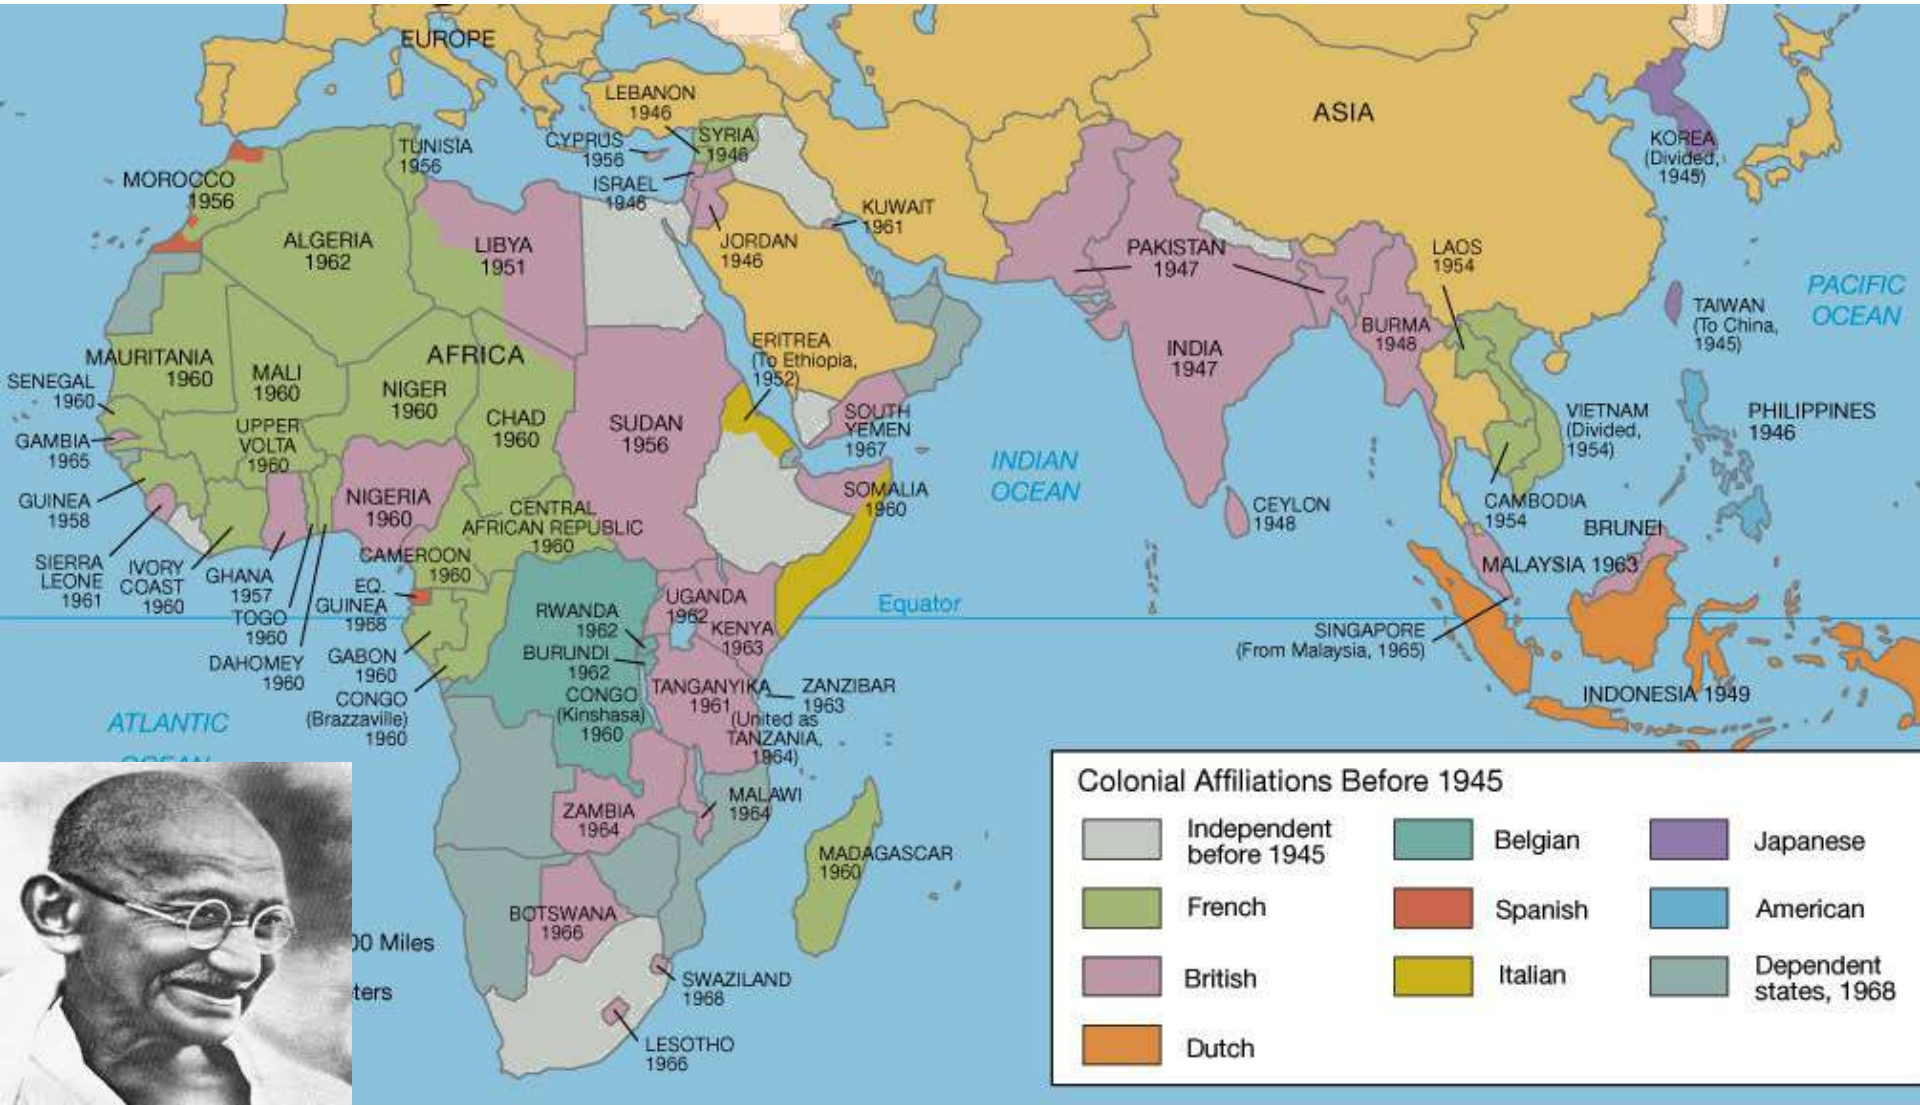 EUROPE
ASIA
LEBANON
1946
CYPRUS
1956
SYRIA
1946
ISRAEL
1948
TUNISIA
1956
MOROCCO
1956
KUWAIT
1961
JORDAN
1946
ALGERIA
1962
LIBYA
1951
PAKISTAN
1947
LAOS
1954
KOREA
(Divided,
1945)
PACIFIC
OCEAN
TAIWAN
(To China,
1945)
BURMA
1948
INDIA
1947
ERITREA
(To Ethiopia,
1952)
AFRICA
MAURITANIA
1960
MALI
1960
NIGER
1960
CHAD
1960
SUDAN
1956
SENEGAL
1960
GAMBIA
1965
UPPER
VOLTA
1960
SOUTH
YEMEN
1967
VIETNAM
(Divided,
1954)
PHILIPPINES
1946
INDIAN
OCEAN
GUINEA
1958
NIGERIA
1960
CENTRAL
AFRICAN REPUBLIC
1960
SOMALIA
1960
CEYLON
1948
CAMBODIA
1954
BRUNEI
MALAYSIA 1963
SIERRA
LEONE
1961
IVORY
COAST
1960
GHANA
1957
TOGO
1960
DAHOMEY
1960
CAMEROON
1960
EQ.
GUINEA
1968
GABON
1960
CONGO
(Brazzaville)
1960
RWANDA
1962
BURUNDI
1962
CONGO
(Kinshasa)
1960
UGANDA
1962
KENYA
1963
Equator
SINGAPORE
(From Malaysia, 1965)
INDONESIA 1949
TANGANYIKA
1961
(United as
TANZANIA,
1964)
ZANZIBAR
1963
ATLANTIC
OCEAN
ZAMBIA
1964
MALAWI
1964
MADAGASCAR
1960
BOTSWANA
1966
SWAZILAND
1968
LESOTHO
1966
00 Miles
ters
Colonial Affiliations Before 1945
Independent
before 1945
French
British
Dutch
Belgian
Spanish
Italian
Japanese
American
Dependent
states, 1968